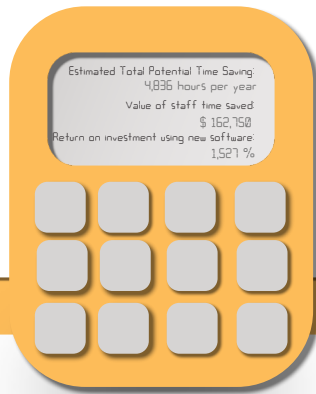 Estimated Total Potential Time Saving:
4,836 hours per year
Value of staff time saved:
$ 162,750
Return on investment using new software:
1,527 %